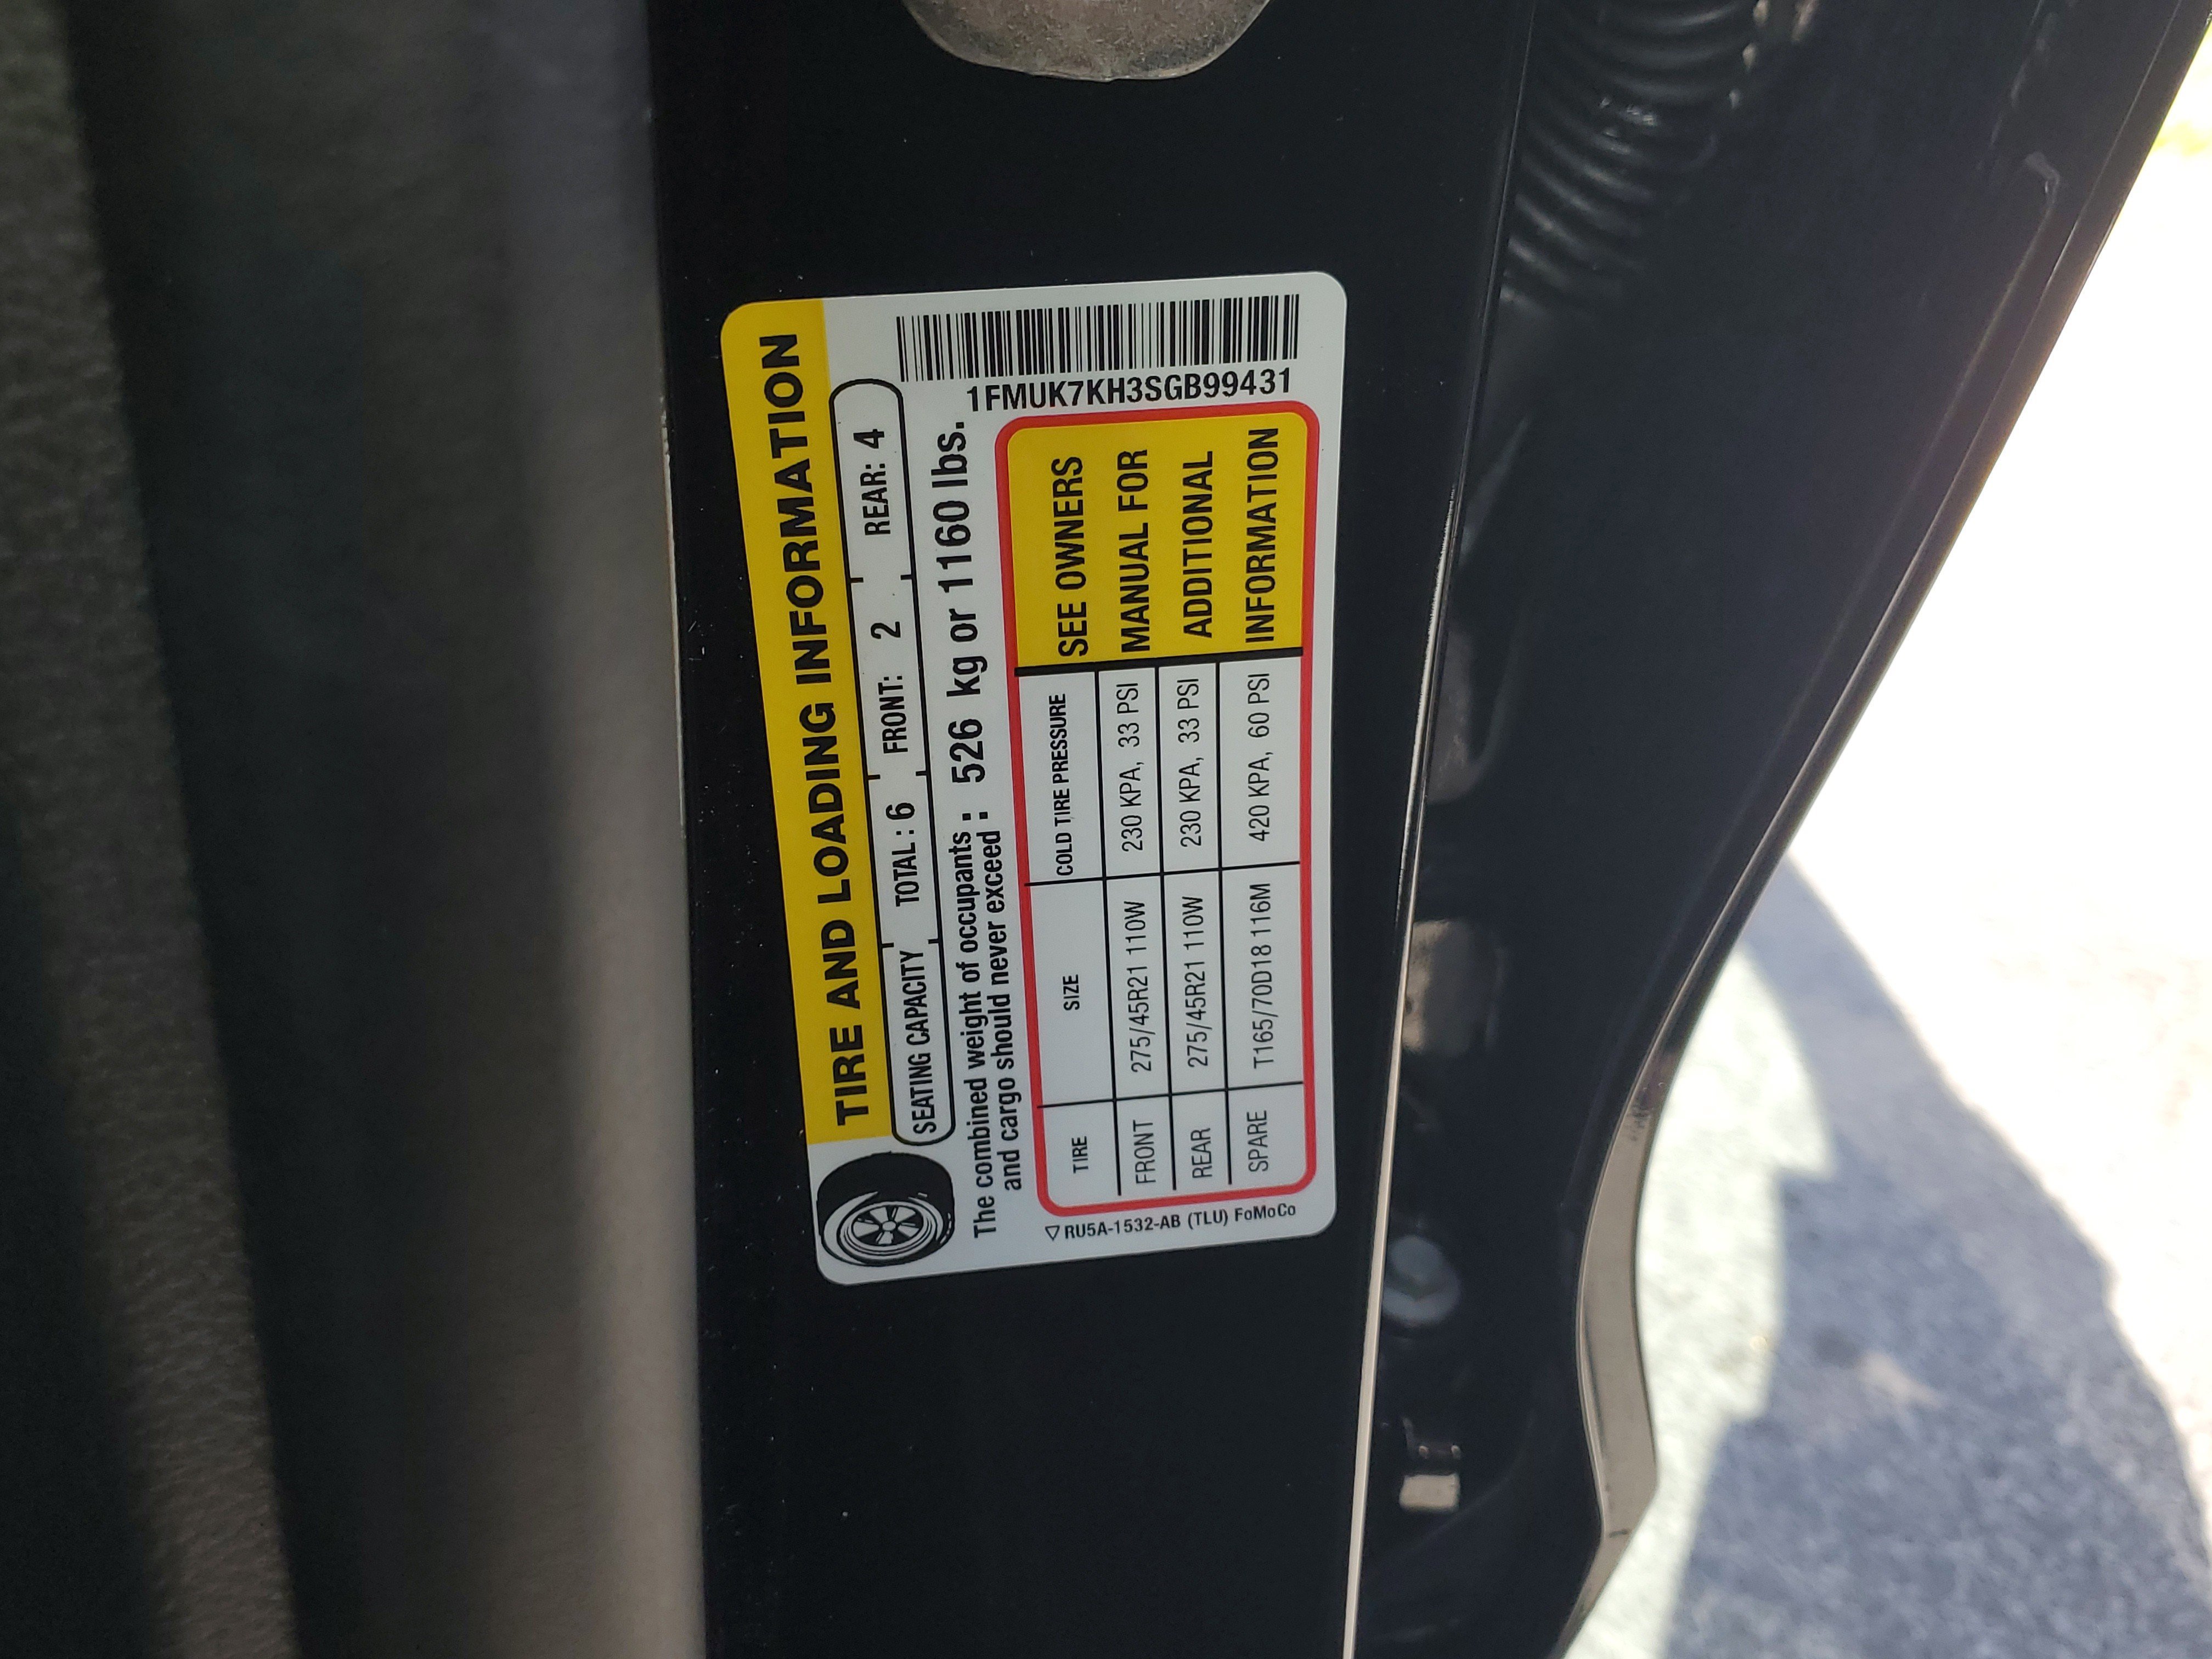 TIRE AND LOADING INFORMATION
SEATING CAPACITY TOTAL : 6 FRONT: 2 REAR: 4
The combined weight of occupants and cargo should never exceed : 526 kg or 1160 lbs.
TIRE SIZE COLD TIRE PRESSURE
FRONT 275/45R21 110W 230 KPA, 33 PSI
REAR 275/45R21 110W 230 KPA, 33 PSI
SPARE T165/70D18 116M 420 KPA, 60 PSI
SEE OWNERS
MANUAL FOR
ADDITIONAL
INFORMATION
1FMUK7KH3SGB99431
▽ RU5A-1532-AB (TLU) FoMoCo